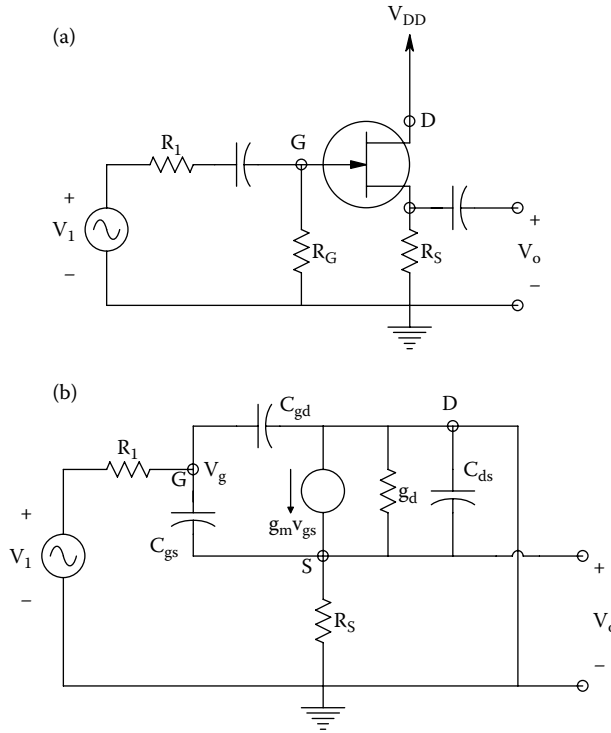 (a)
V_DD
D
G
R_1
+
V_1
−
R_G
R_S
+
V_o
−
(b)
C_gd
D
R_1
G
V_g
C_gs
g_m v_gs
g_d
C_ds
+
V_1
−
S
R_S
+
V_o
−